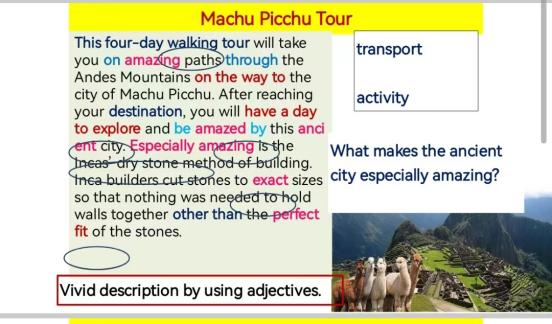 Machu Picchu Tour
This four-day walking tour will take
you on amazing paths through the
Andes Mountains on the way to the
city of Machu Picchu. After reaching
your destination, you will have a day
to explore and be amazed by this anci
ent city. Especially amazing is the
Incas' dry stone method of building.
Inca builders cut stones to exact sizes
so that nothing was needed to hold
walls together other than the perfect
fit of the stones.
Vivid description by using adjectives.
transport
activity
What makes the ancient
city especially amazing?